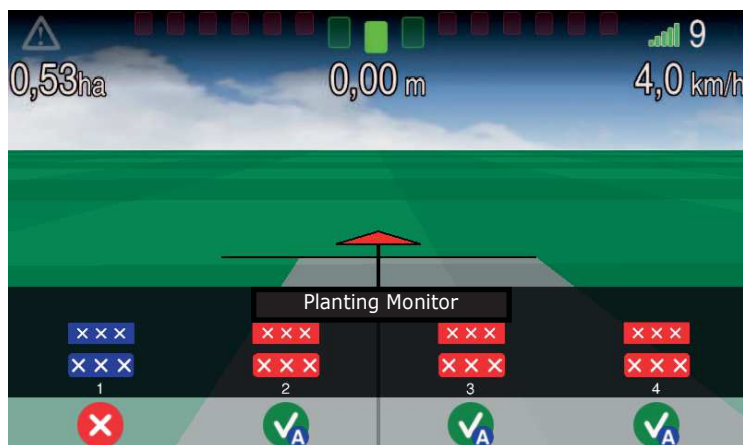 9
0,53ha 0,00 m 4,0 km/h
Planting Monitor
× × × × × × × × × × × ×
× × × × × × × × × × × ×
1 2 3 4
A A A